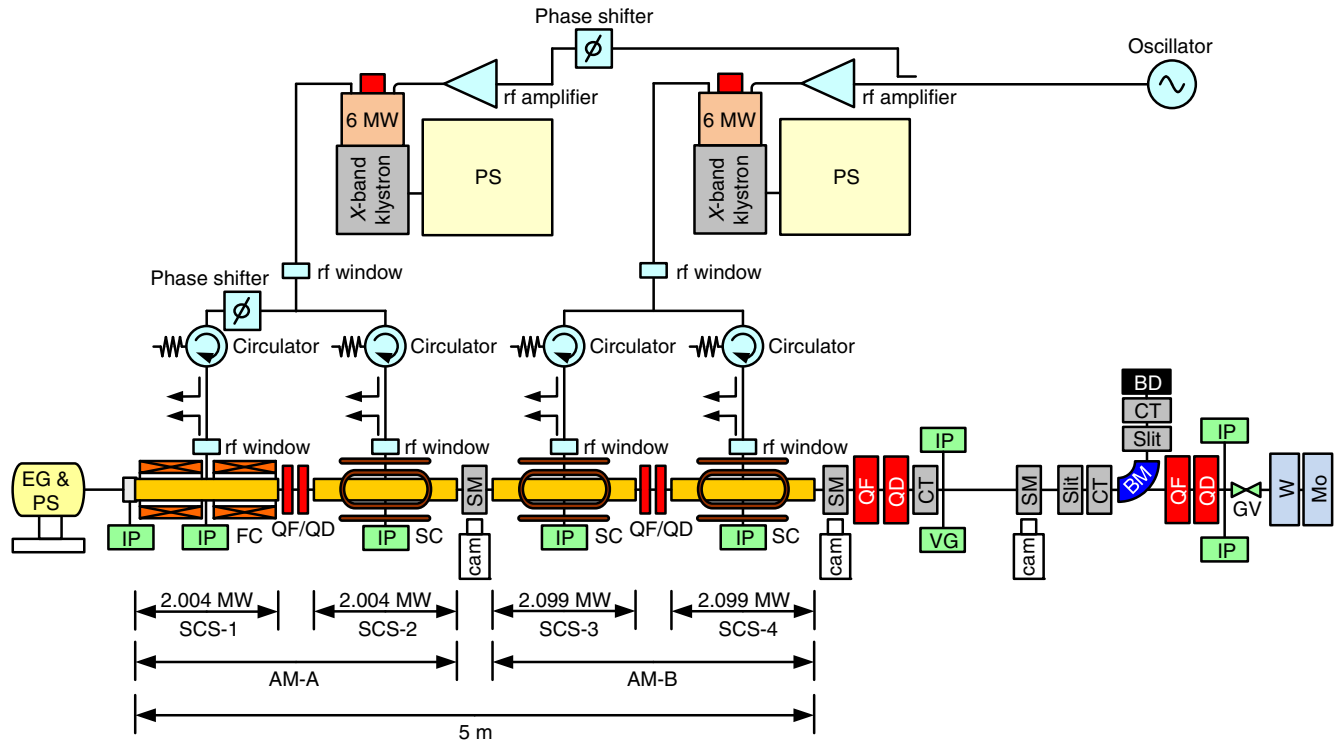 Phase shifter
ϕ
Oscillator
rf amplifier
rf amplifier
6 MW
6 MW
X-band
klystron
PS
X-band
klystron
PS
rf window
rf window
Phase shifter
ϕ
Circulator
Circulator
Circulator
Circulator
BD
CT
Slit
rf window
rf window
rf window
rf window
IP
IP
EG &
PS
SM
SM
QF
QD
CT
SM
Slit
CT
BM
QF
QD
GV
W
Mo
IP
IP
FC
QF/QD
IP
SC
cam
IP
SC
QF/QD
IP
SC
cam
VG
cam
IP
2.004 MW
2.004 MW
2.099 MW
2.099 MW
SCS-1
SCS-2
SCS-3
SCS-4
AM-A
AM-B
5 m